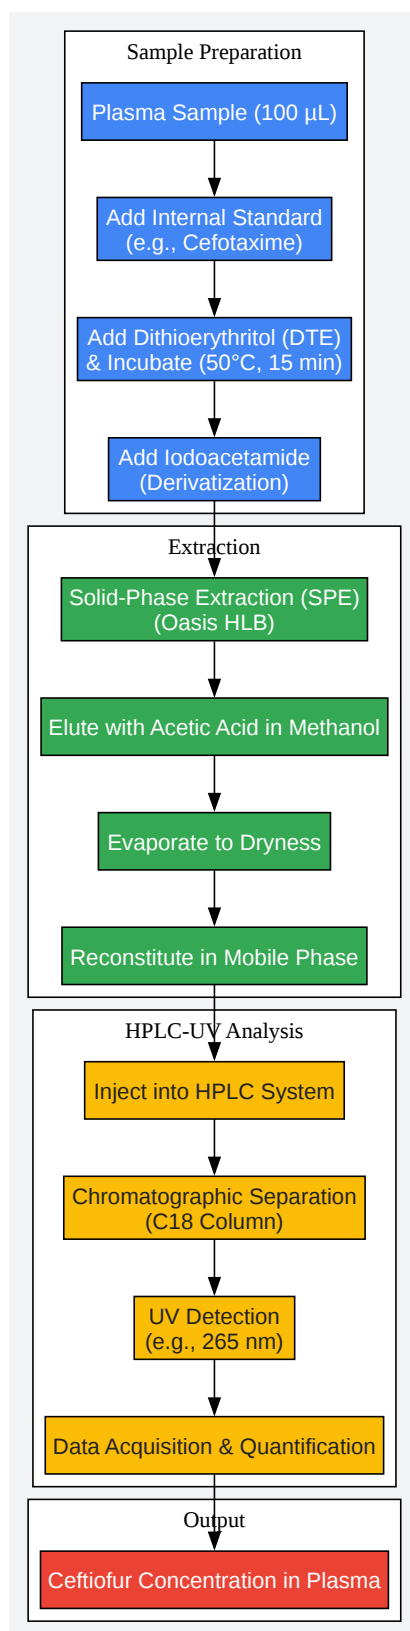 Sample Preparation
Plasma Sample (100 µL)
Add Internal Standard
(e.g., Cefotaxime)
Add Dithioerythritol (DTE)
& Incubate (50°C, 15 min)
Add Iodoacetamide
(Derivatization)
Extraction
Solid-Phase Extraction (SPE)
(Oasis HLB)
Elute with Acetic Acid in Methanol
Evaporate to Dryness
Reconstitute in Mobile Phase
HPLC-UV Analysis
Inject into HPLC System
Chromatographic Separation
(C18 Column)
UV Detection
(e.g., 265 nm)
Data Acquisition & Quantification
Output
Ceftiofur Concentration in Plasma